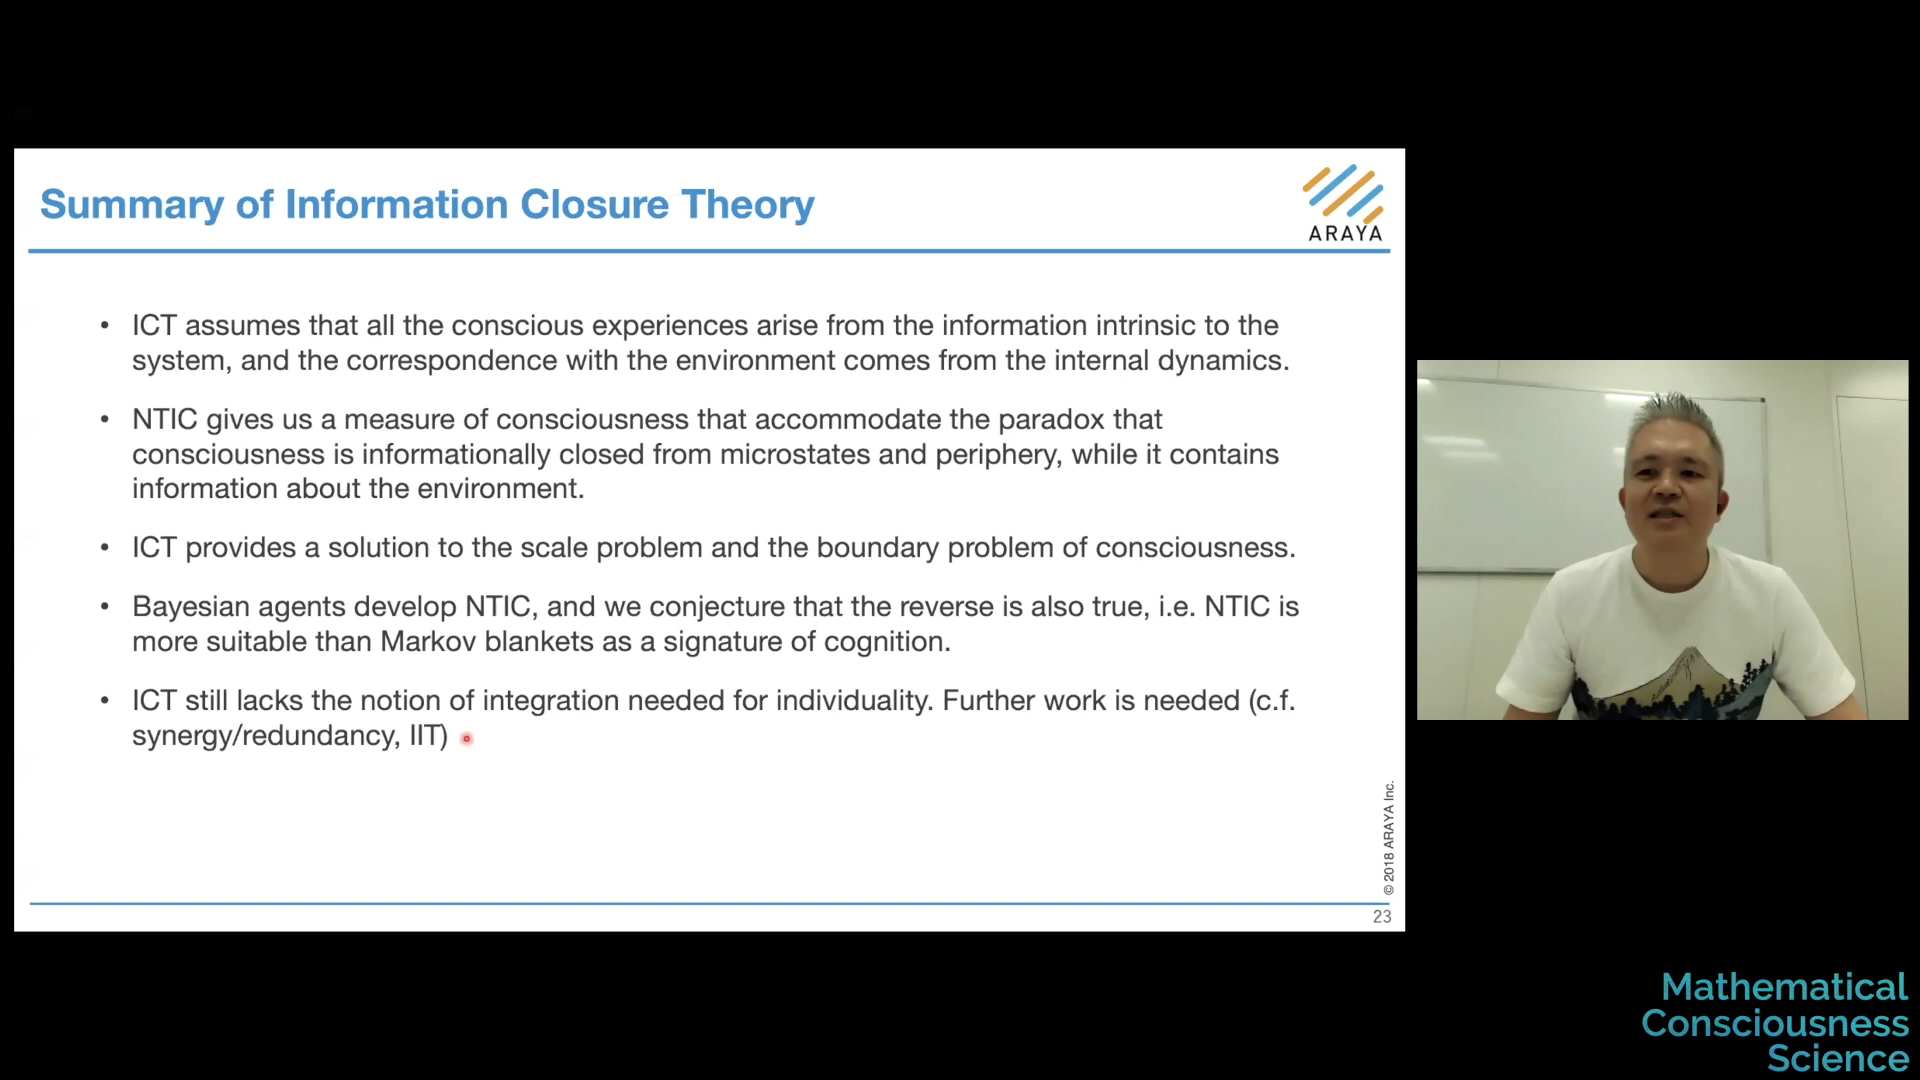 Summary of Information Closure Theory
ARAYA
• ICT assumes that all the conscious experiences arise from the information intrinsic to the
system, and the correspondence with the environment comes from the internal dynamics.
• NTIC gives us a measure of consciousness that accommodate the paradox that
consciousness is informationally closed from microstates and periphery, while it contains
information about the environment.
• ICT provides a solution to the scale problem and the boundary problem of consciousness.
• Bayesian agents develop NTIC, and we conjecture that the reverse is also true, i.e. NTIC is
more suitable than Markov blankets as a signature of cognition.
• ICT still lacks the notion of integration needed for individuality. Further work is needed (c.f.
synergy/redundancy, IIT)
© 2018 ARAYA Inc.
23
Mathematical
Consciousness
Science